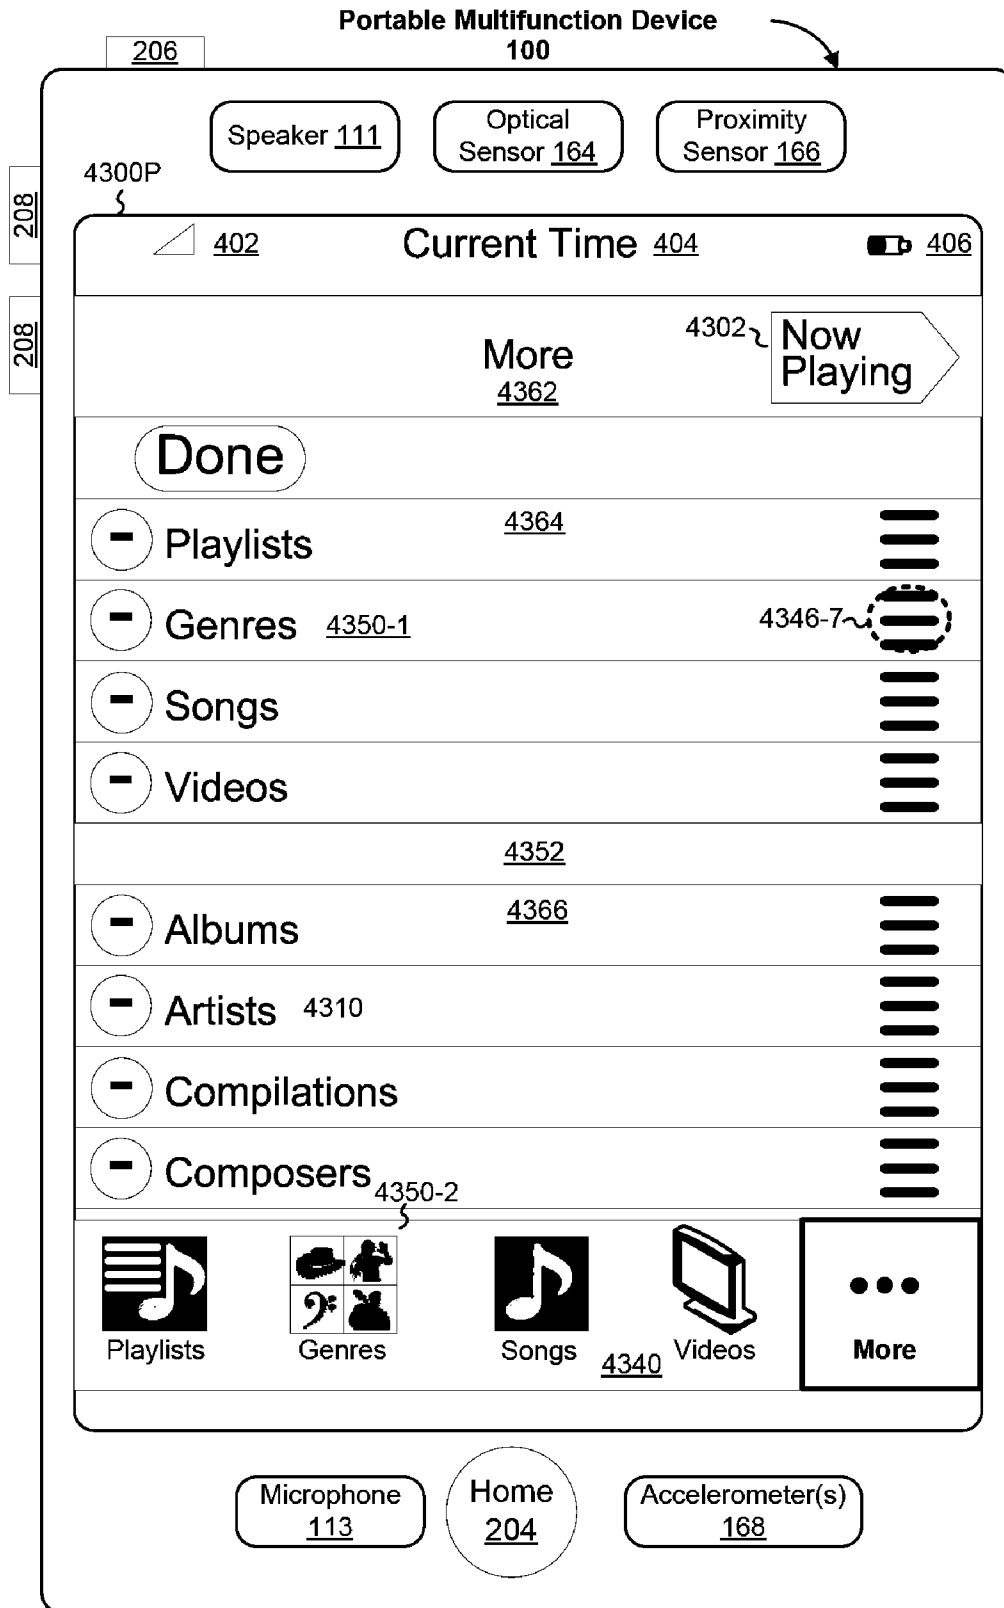 Portable Multifunction Device
100
206
Speaker 111
Optical
Sensor 164
Proximity
Sensor 166
4300P
208
402
Current Time 404
406
208
4302
Now
Playing
More
4362
Done
4364
- Playlists
- Genres 4350-1
4346-7
- Songs
- Videos
4352
4366
- Albums
- Artists 4310
- Compilations
- Composers
4350-2
Playlists
Genres
Songs
4340
Videos
More
Microphone
113
Home
204
Accelerometer(s)
168